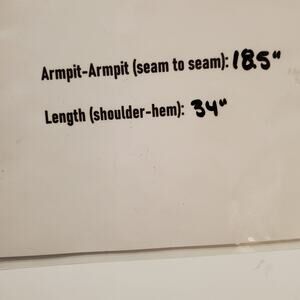 Armpit-Armpit (seam to seam): 18.5"
Length (shoulder-hem): 34"